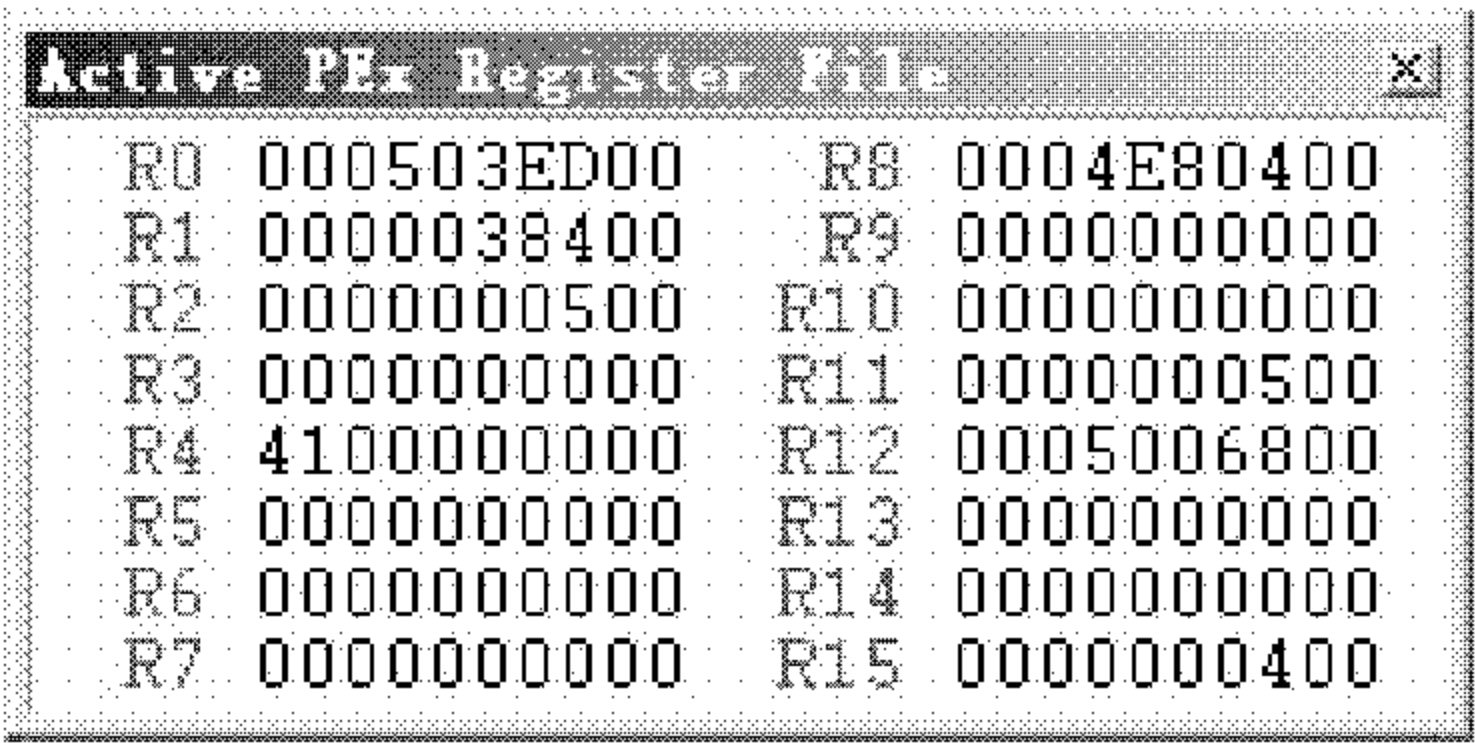 Active PEx Register File
R0 000503ED00 R8 0004E80400
R1 0000038400 R9 0000000000
R2 0000000500 R10 0000000000
R3 0000000000 R11 0000000500
R4 4100000000 R12 0005006800
R5 0000000000 R13 0000000000
R6 0000000000 R14 0000000000
R7 0000000000 R15 0000000400